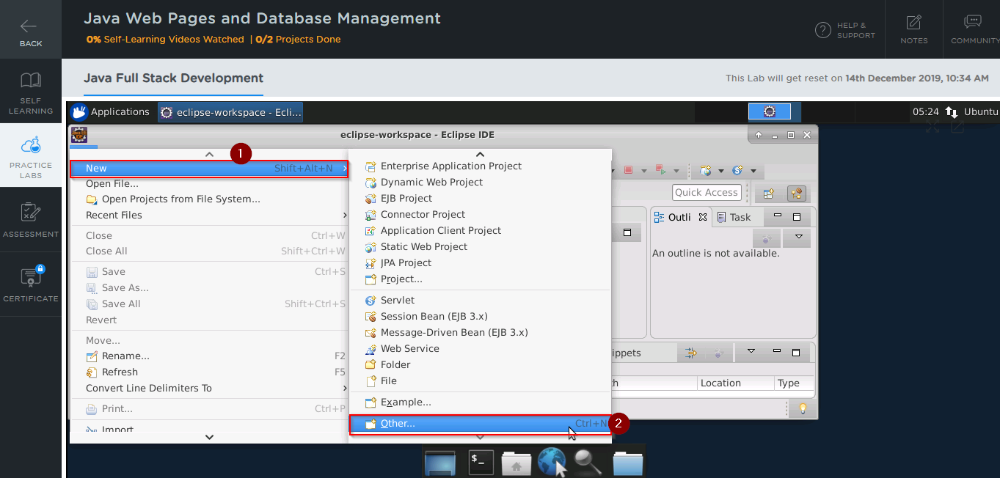 Java Web Pages and Database Management
0% Self-Learning Videos Watched | 0/2 Projects Done
BACK
HELP & SUPPORT
NOTES
COMMUNITY
SELF LEARNING
PRACTICE LABS
ASSESSMENT
CERTIFICATE
Java Full Stack Development
This Lab will get reset on 14th December 2019, 10:34 AM
Applications
eclipse-workspace - Ecli...
05:24
Ubuntu
eclipse-workspace - Eclipse IDE
1
New Shift+Alt+N
Open File...
Open Projects from File System...
Recent Files
Close Ctrl+W
Close All Shift+Ctrl+W
Save Ctrl+S
Save As...
Save All Shift+Ctrl+S
Revert
Move...
Rename... F2
Refresh F5
Convert Line Delimiters To
Print... Ctrl+P
Import
Enterprise Application Project
Dynamic Web Project
EJB Project
Connector Project
Application Client Project
Static Web Project
JPA Project
Project...
Servlet
Session Bean (EJB 3.x)
Message-Driven Bean (EJB 3.x)
Web Service
Folder
File
Example...
Other... Ctrl+N
2
Quick Access
Outli
Task
An outline is not available.
ippets
Location
Type
$_